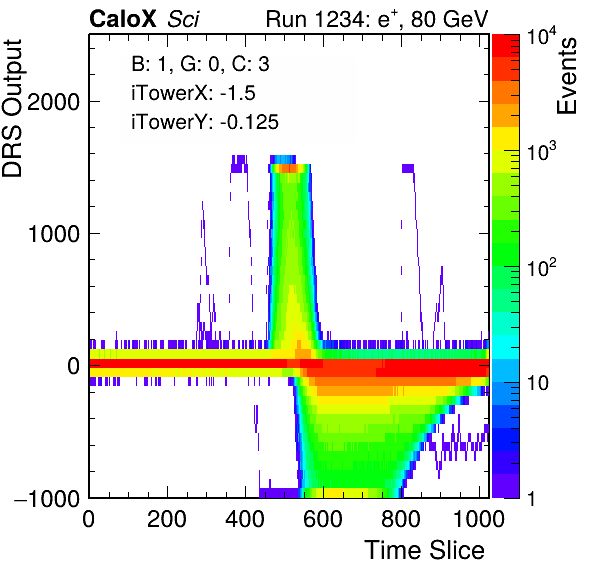 CaloX Sci Run 1234: e⁺, 80 GeV
B: 1, G: 0, C: 3
iTowerX: -1.5
iTowerY: -0.125
DRS Output
2000
1000
0
−1000
0 200 400 600 800 1000
Time Slice
Events
10⁴
10³
10²
10
1